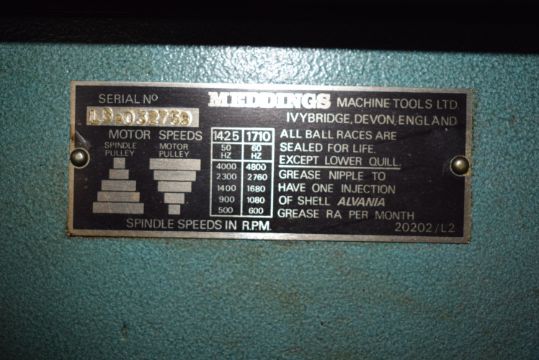 SERIAL Nº
MEDDINGS MACHINE TOOLS LTD.
IVYBRIDGE, DEVON, ENGLAND
MOTOR SPEEDS
SPINDLE PULLEY
MOTOR PULLEY
1425 1710
50 HZ 60 HZ
4000 4800
2300 2760
1400 1680
900 1080
500 600
SPINDLE SPEEDS IN R.P.M.
ALL BALL RACES ARE
SEALED FOR LIFE.
EXCEPT LOWER QUILL.
GREASE NIPPLE TO
HAVE ONE INJECTION
OF SHELL ALVANIA
GREASE RA PER MONTH
20202/L2